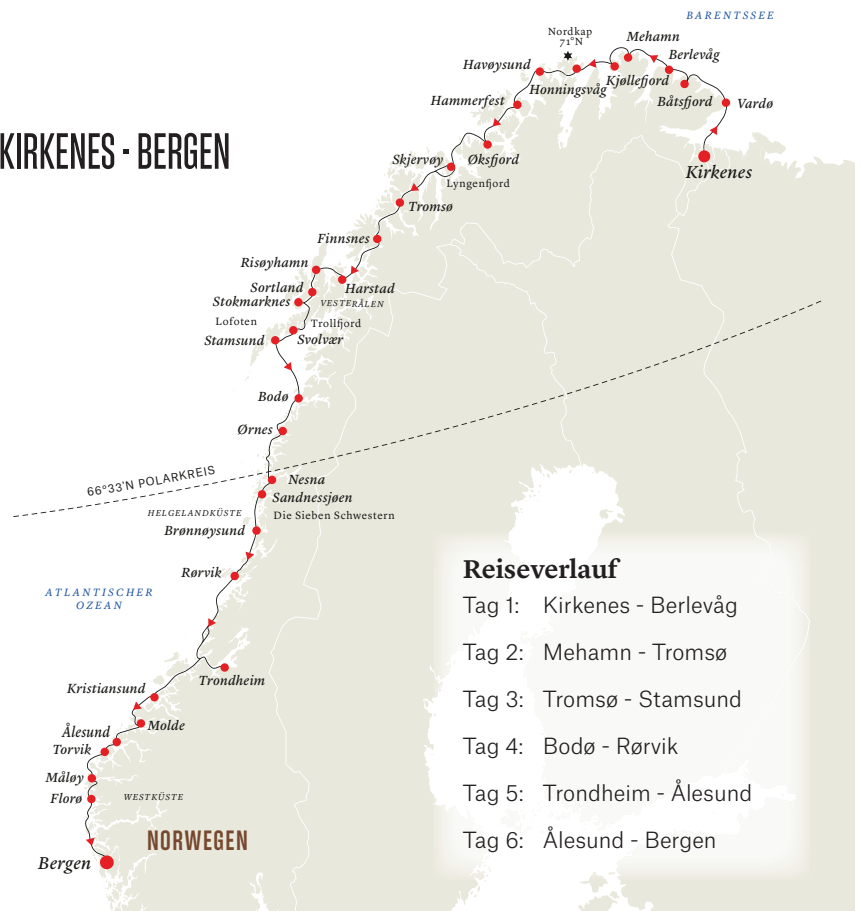 BARENTSSEE
Nordkap
71°N
Mehamn
Berlevåg
Havøysund
Kjøllefjord
Honningsvåg
Båtsfjord
Vardø
Hammerfest
KIRKENES - BERGEN
Skjervøy
Øksfjord
Kirkenes
Lyngenfjord
Tromsø
Finnsnes
Risøyhamn
Sortland
Harstad
Stokmarknes
VESTERÅLEN
Lofoten
Trollfjord
Stamsund
Svolvær
Bodø
Ørnes
66°33'N POLARKREIS
Nesna
Sandnessjøen
HELGELANDKÜSTE
Die Sieben Schwestern
Brønnøysund
Rørvik
ATLANTISCHER
OZEAN
Trondheim
Kristiansund
Molde
Ålesund
Torvik
Måløy
Florø
WESTKÜSTE
NORWEGEN
Bergen
Reiseverlauf
Tag 1: Kirkenes - Berlevåg
Tag 2: Mehamn - Tromsø
Tag 3: Tromsø - Stamsund
Tag 4: Bodø - Rørvik
Tag 5: Trondheim - Ålesund
Tag 6: Ålesund - Bergen